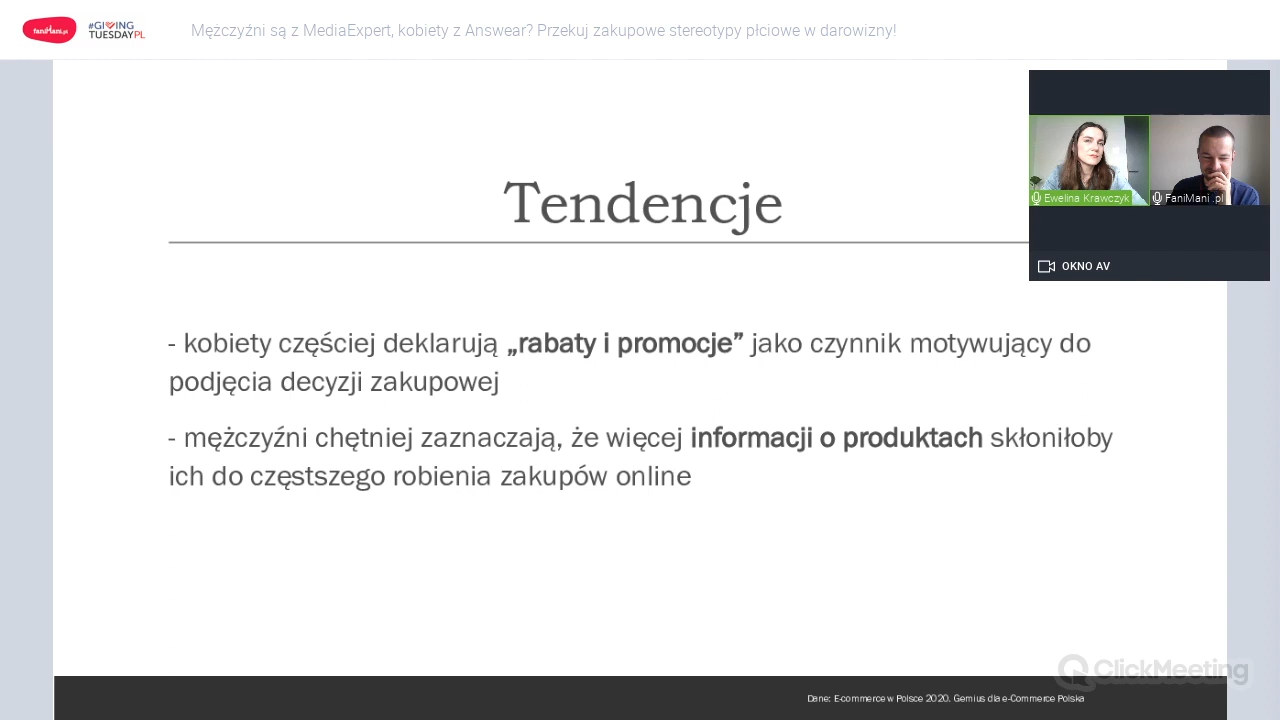 faniMani.pl
#GIVING
TUESDAYPL
Mężczyźni są z MediaExpert, kobiety z Answear? Przekuj zakupowe stereotypy płciowe w darowizny!
Tendencje
Ewelina Krawczyk
FaniMani .pl
OKNO AV
- kobiety częściej deklarują „rabaty i promocje” jako czynnik motywujący do
podjęcia decyzji zakupowej
- mężczyźni chętniej zaznaczają, że więcej informacji o produktach skłoniłoby
ich do częstszego robienia zakupów online
ClickMeeting
Dane: E-commerce w Polsce 2020. Gemius dla e-Commerce Polska